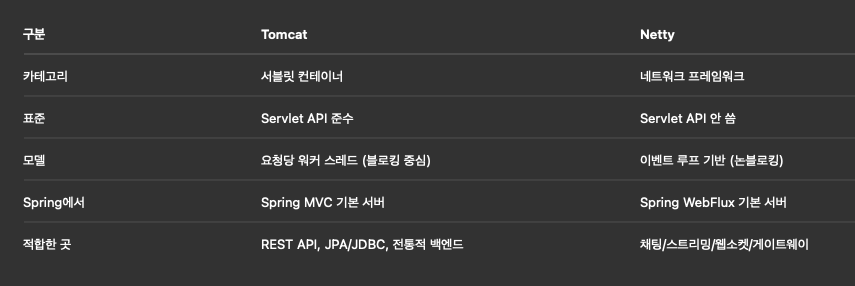 구분 Tomcat Netty
카테고리 서블릿 컨테이너 네트워크 프레임워크
표준 Servlet API 준수 Servlet API 안 씀
모델 요청당 워커 스레드 (블로킹 중심) 이벤트 루프 기반 (논블로킹)
Spring에서 Spring MVC 기본 서버 Spring WebFlux 기본 서버
적합한 곳 REST API, JPA/JDBC, 전통적 백엔드 채팅/스트리밍/웹소켓/게이트웨이